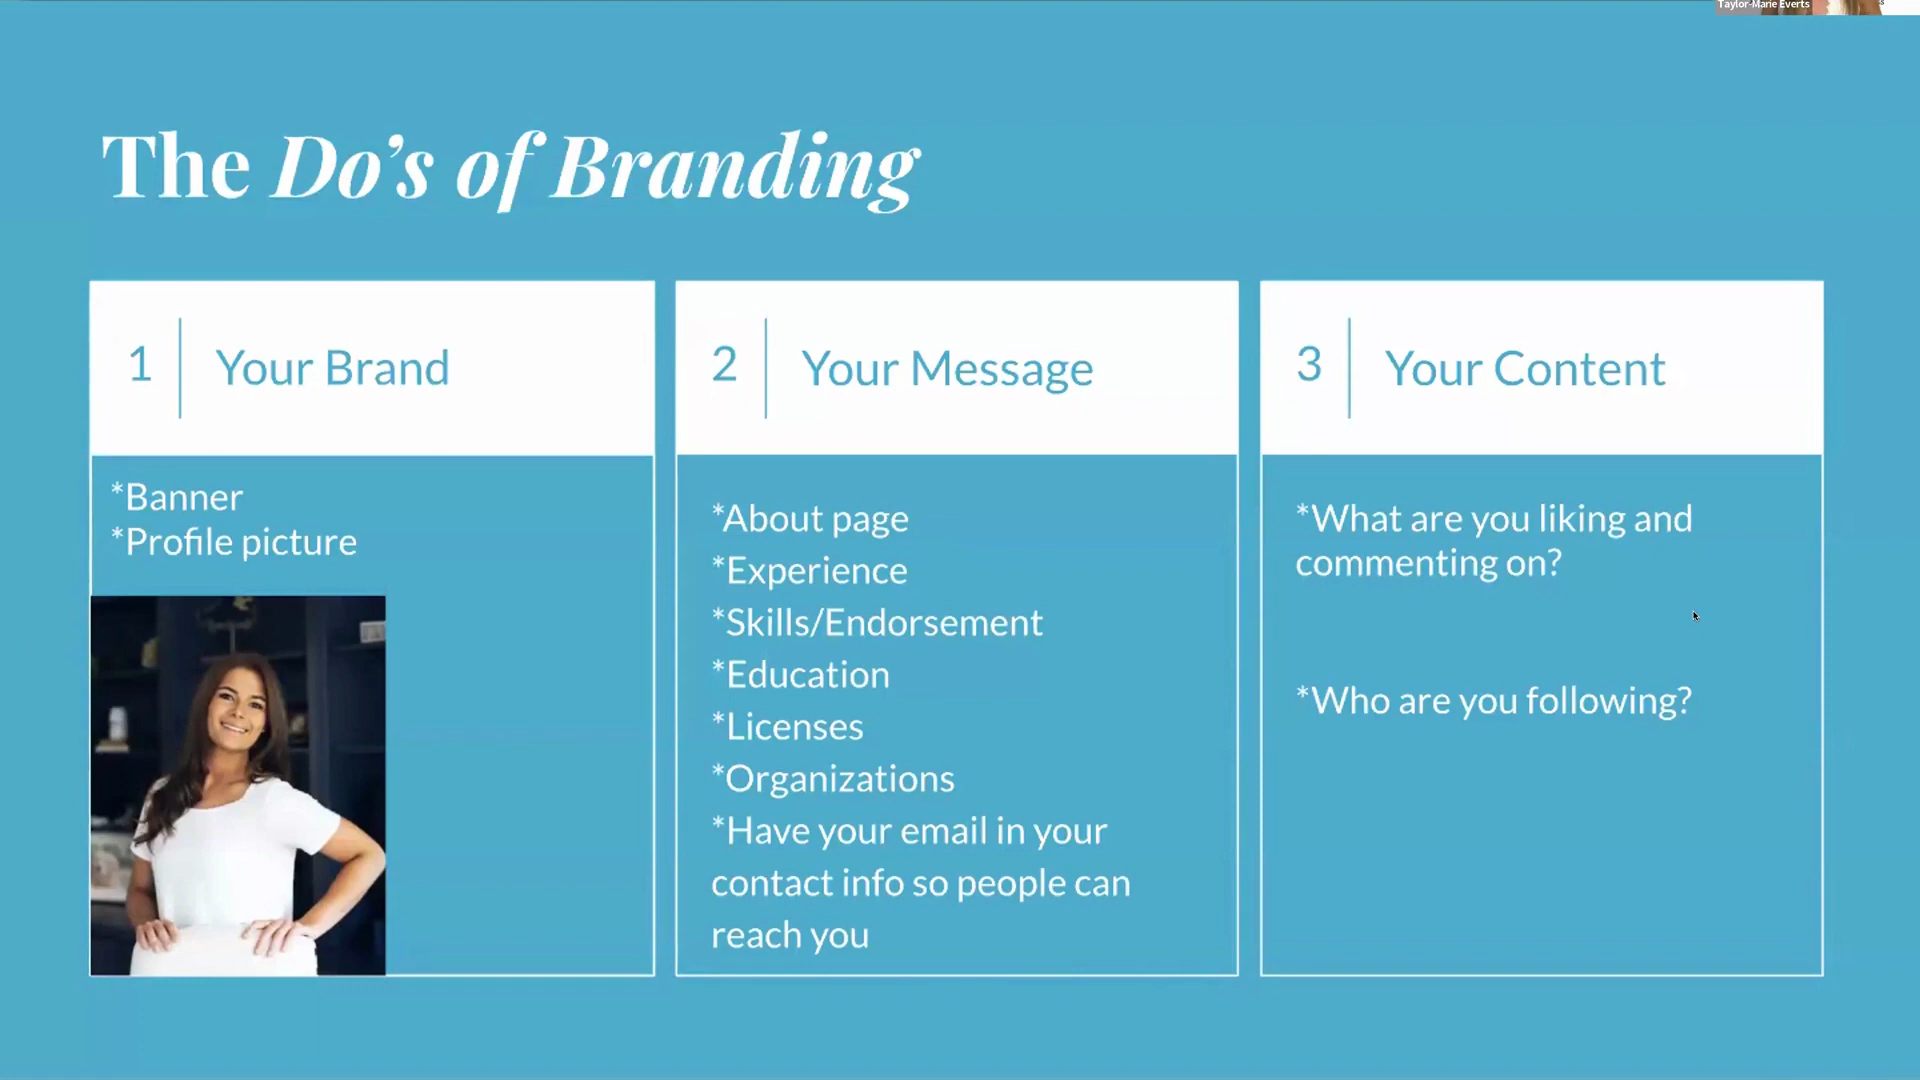 Taylor-Marie Everts
The Do’s of Branding
1
Your Brand
*Banner
*Profile picture
2
Your Message
*About page
*Experience
*Skills/Endorsement
*Education
*Licenses
*Organizations
*Have your email in your
contact info so people can
reach you
3
Your Content
*What are you liking and
commenting on?
*Who are you following?